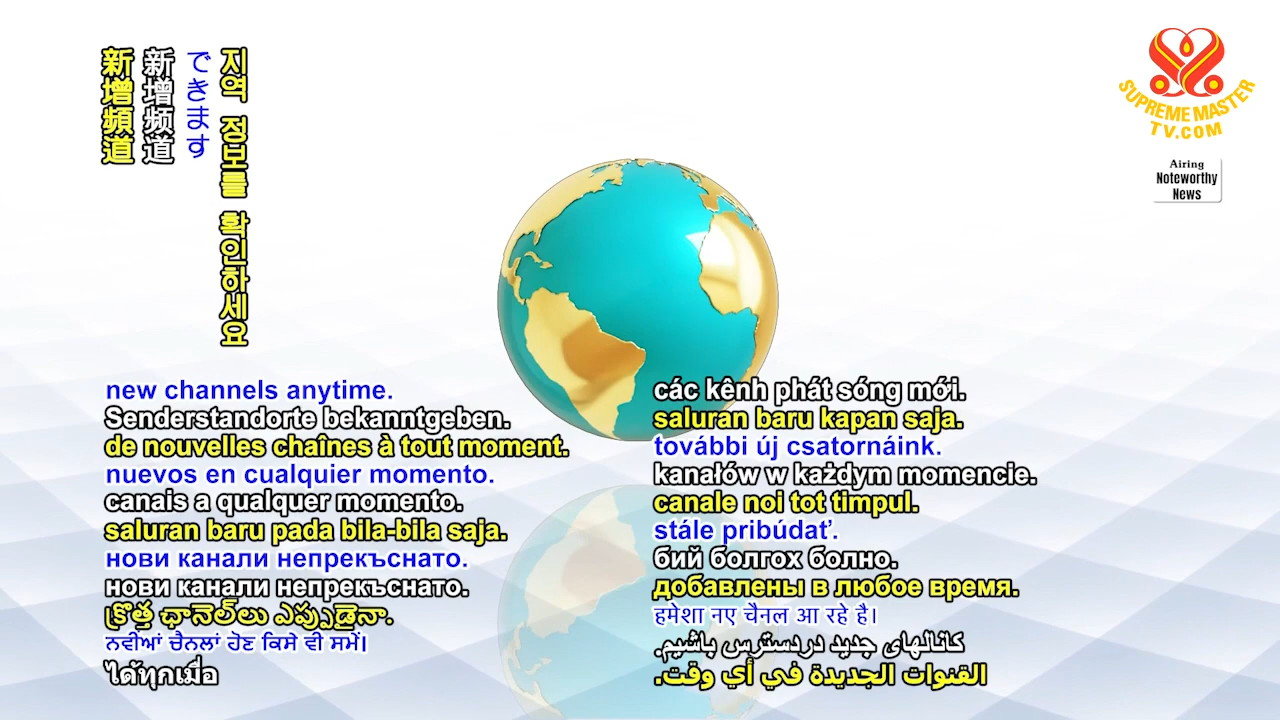 新增頻道
新增频道
できます
지역 정보를 확인하세요
SUPREME MASTER
TV.COM
Airing
Noteworthy
News
new channels anytime.
Senderstandorte bekanntgeben.
de nouvelles chaînes à tout moment.
nuevos en cualquier momento.
canais a qualquer momento.
saluran baru pada bila-bila saja.
нови канали непрекъснато.
нови канали непрекъснато.
క్రొత్త ఛానెల్‌లు ఎప్పుడైనా.
ਨਵੀਆਂ ਚੈਨਲਾਂ ਹੋਣ ਕਿਸੇ ਵੀ ਸਮੇਂ।
ได้ทุกเมื่อ
các kênh phát sóng mới.
saluran baru kapan saja.
további új csatornáink.
kanałów w każdym momencie.
canale noi tot timpul.
stále pribúdať.
бий болгох болно.
добавлены в любое время.
हमेशा नए चैनल आ रहे है।
کانالهای جدید دردسترس باشیم.
القنوات الجديدة في أي وقت.